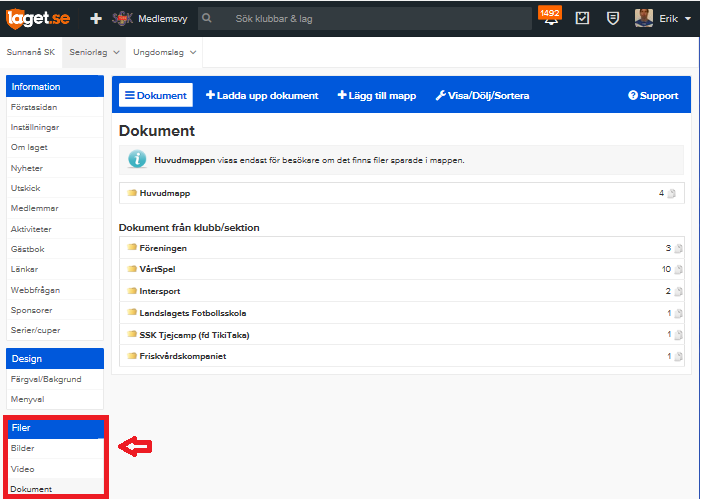 laget.se
Medlemsvy
Sök klubbar & lag
1492
Erik
Sunnanå SK
Seniorlag
Ungdomslag
Information
Förstasidan
Inställningar
Om laget
Nyheter
Utskick
Medlemmar
Aktiviteter
Gästbok
Länkar
Webbfrågan
Sponsorer
Serier/cuper
Design
Färgval/Bakgrund
Menyval
Filer
Bilder
Video
Dokument
Dokument
Ladda upp dokument
Lägg till mapp
Visa/Dölj/Sortera
Support
Dokument
Huvudmappen visas endast för besökare om det finns filer sparade i mappen.
Huvudmapp 4
Dokument från klubb/sektion
Föreningen 3
VårtSpel 10
Intersport 2
Landslagets Fotbollsskola 1
SSK Tjejcamp (fd TikiTaka) 1
Friskvårdskompaniet 1